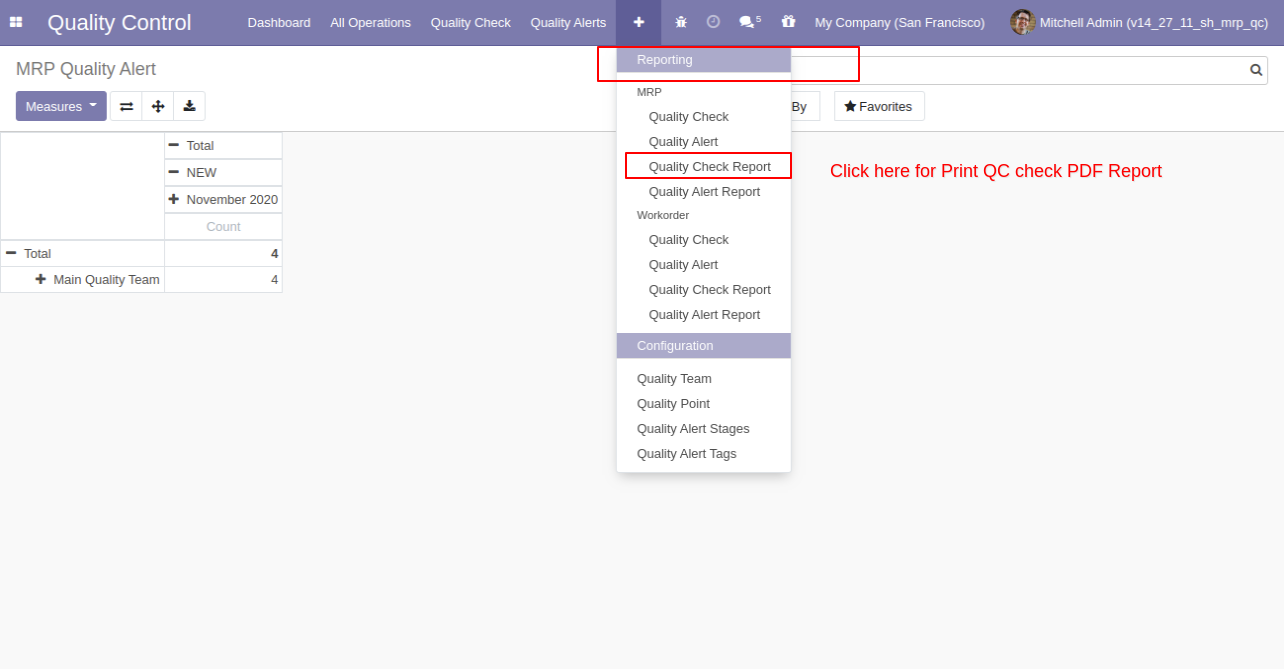 Quality Control
Dashboard
All Operations
Quality Check
Quality Alerts
5
My Company (San Francisco)
Mitchell Admin (v14_27_11_sh_mrp_qc)
MRP Quality Alert
Measures
By
Favorites
Total
NEW
November 2020
Count
Total 4
Main Quality Team 4
Reporting
MRP
Quality Check
Quality Alert
Quality Check Report
Quality Alert Report
Workorder
Quality Check
Quality Alert
Quality Check Report
Quality Alert Report
Configuration
Quality Team
Quality Point
Quality Alert Stages
Quality Alert Tags
Click here for Print QC check PDF Report